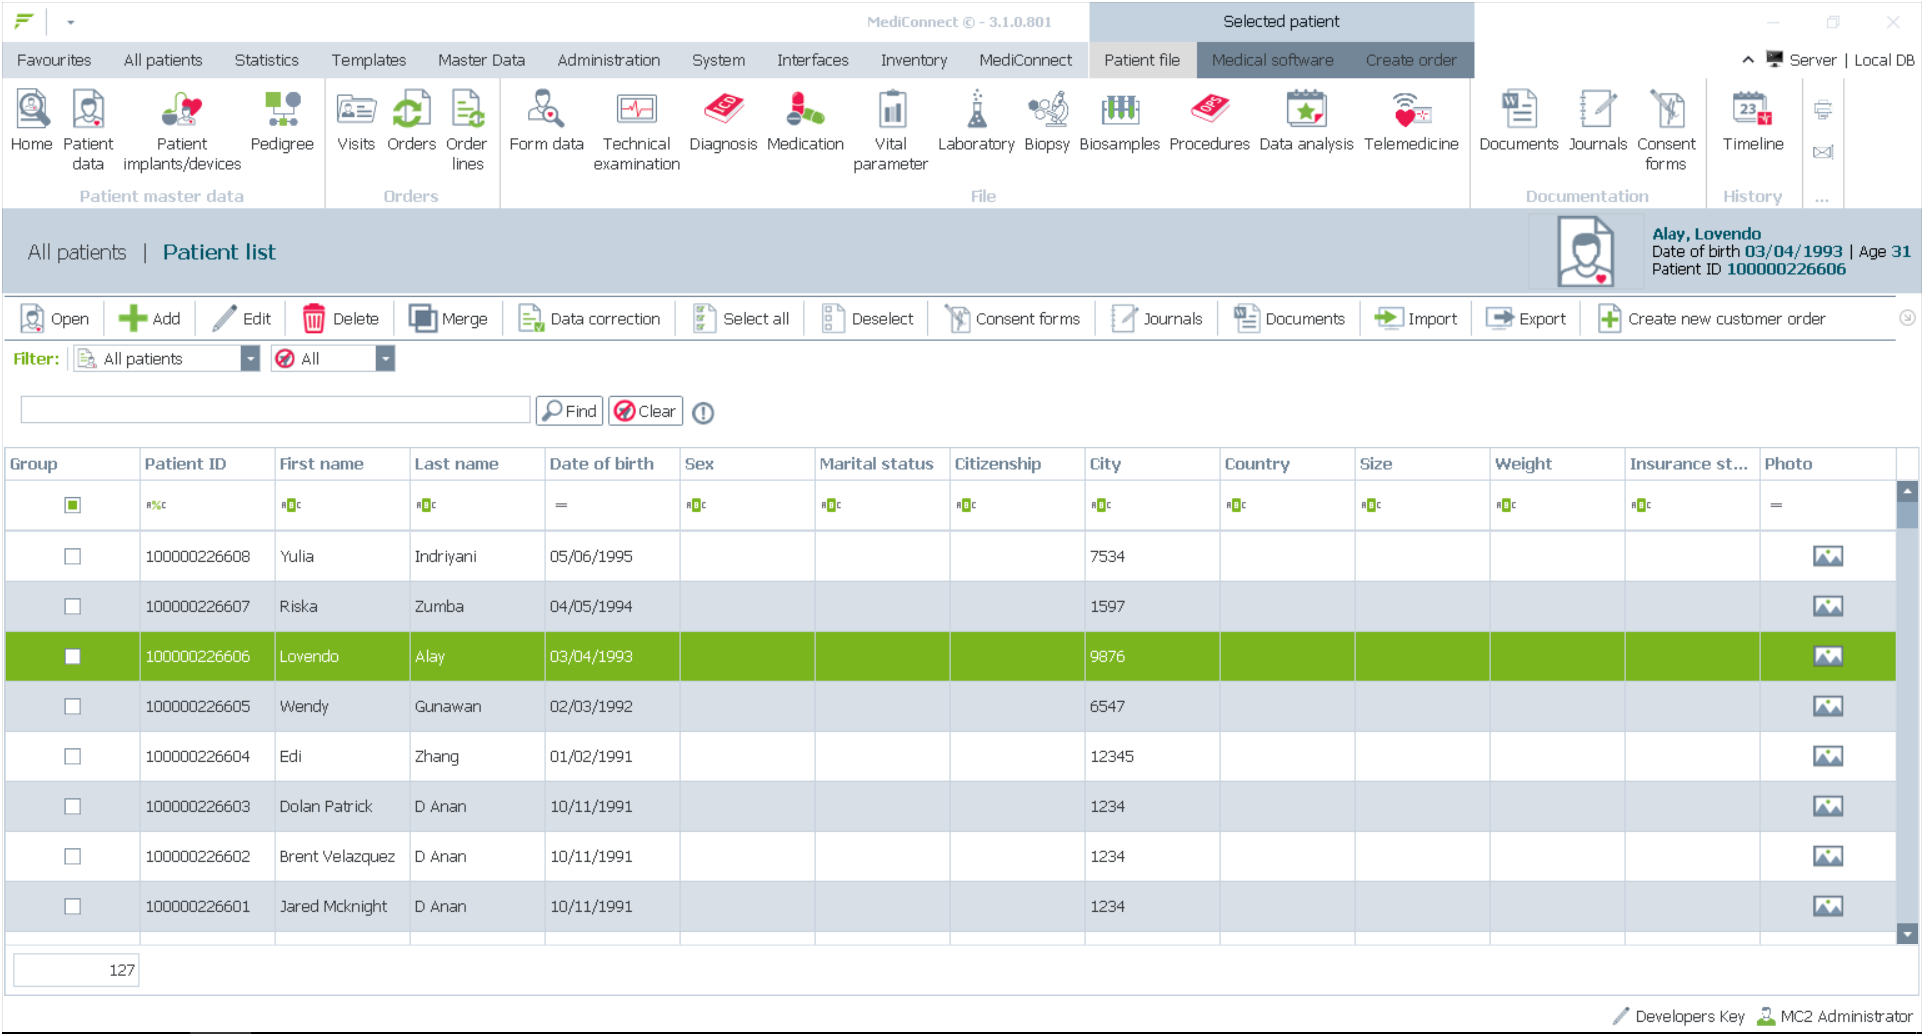 MediConnect © - 3.1.0.801
Selected patient
Favourites All patients Statistics Templates Master Data Administration System Interfaces Inventory MediConnect Patient file Medical software Create order Server | Local DB
Home Patient data Patient implants/devices Pedigree Visits Orders Order lines Form data Technical examination Diagnosis Medication Vital parameter Laboratory Biopsy Biosamples Procedures Data analysis Telemedicine Documents Journals Consent forms Timeline
Patient master data Orders File Documentation History ...
All patients | Patient list
Alay, Lovendo
Date of birth 03/04/1993 | Age 31
Patient ID 100000226606
Open Add Edit Delete Merge Data correction Select all Deselect Consent forms Journals Documents Import Export Create new customer order
Filter: All patients All
Find Clear
Group Patient ID First name Last name Date of birth Sex Marital status Citizenship City Country Size Weight Insurance st... Photo
100000226608 Yulia Indriyani 05/06/1995 7534
100000226607 Riska Zumba 04/05/1994 1597
100000226606 Lovendo Alay 03/04/1993 9876
100000226605 Wendy Gunawan 02/03/1992 6547
100000226604 Edi Zhang 01/02/1991 12345
100000226603 Dolan Patrick D Anan 10/11/1991 1234
100000226602 Brent Velazquez D Anan 10/11/1991 1234
100000226601 Jared Mcknight D Anan 10/11/1991 1234
127
Developers Key MC2 Administrator